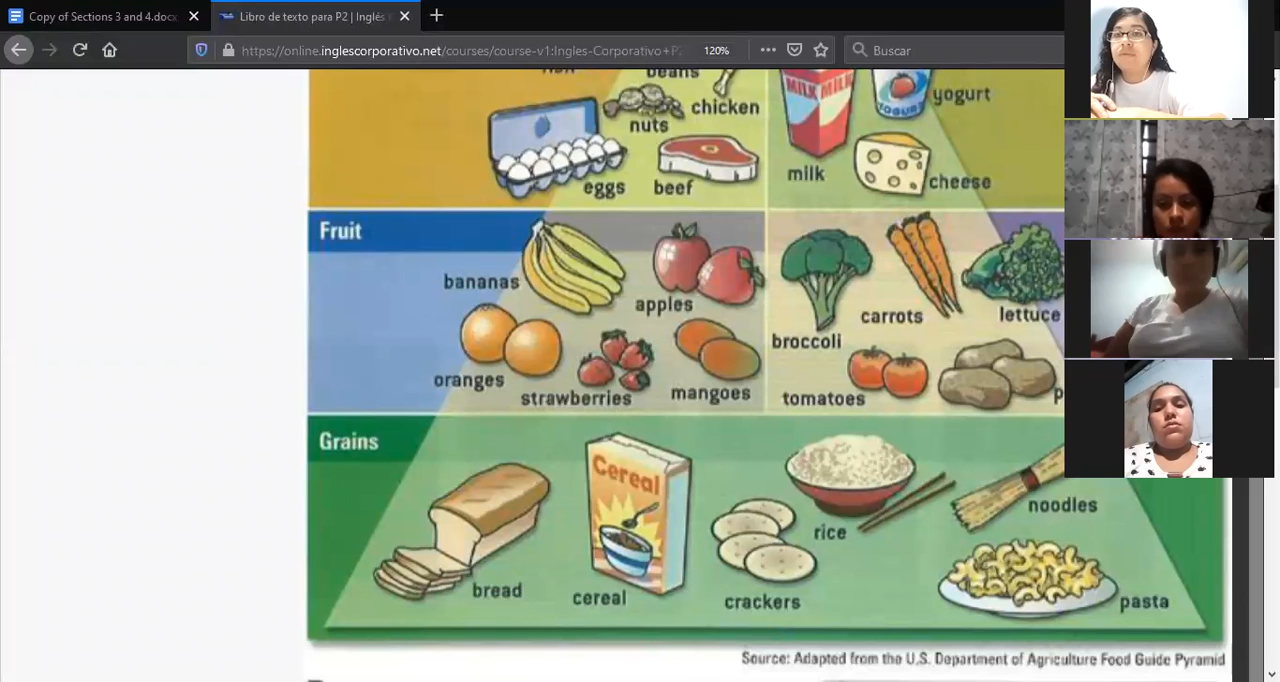 Copy of Sections 3 and 4.docx
Libro de texto para P2 | Inglés
https://online.inglescorporativo.net/courses/course-v1:Ingles-Corporativo+P
120%
Buscar
beans
chicken
nuts
eggs
beef
MILK MILK
milk
yogurt
cheese
Fruit
bananas
apples
oranges
strawberries
mangoes
broccoli
carrots
lettuce
tomatoes
p
Grains
bread
Cereal
cereal
crackers
rice
noodles
pasta
Source: Adapted from the U.S. Department of Agriculture Food Guide Pyramid